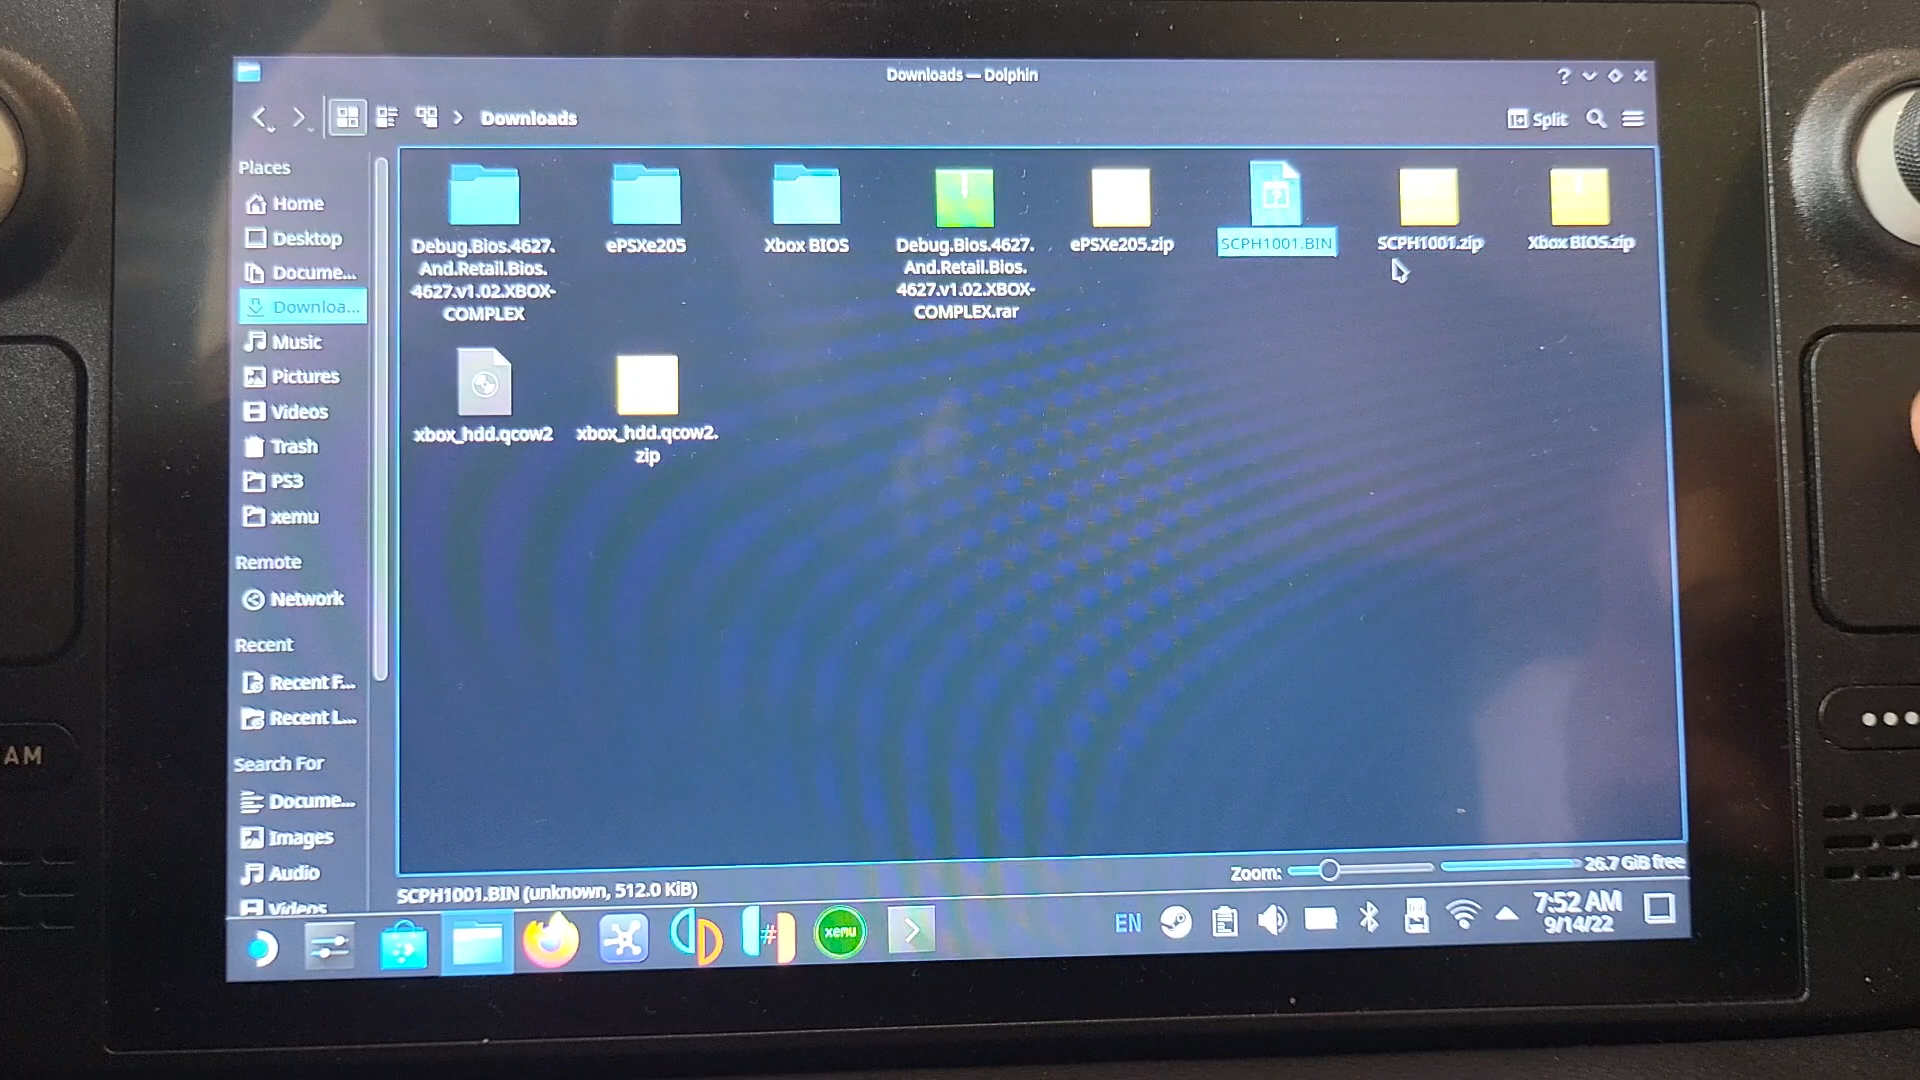 Downloads — Dolphin
Downloads
Split
Places
Home
Desktop
Docume...
Downloa...
Music
Pictures
Videos
Trash
PS3
xemu
Remote
Network
Recent
Recent F...
Recent L...
Search For
Docume...
Images
Audio
Videos
Debug.Bios.4627.
And.Retail.Bios.
4627.v1.02.XBOX-
COMPLEX
ePSXe205
Xbox BIOS
Debug.Bios.4627.
And.Retail.Bios.
4627.v1.02.XBOX-
COMPLEX.rar
ePSXe205.zip
SCPH1001.BIN
SCPH1001.zip
Xbox BIOS.zip
xbox_hdd.qcow2
xbox_hdd.qcow2.
zip
Zoom:
26.7 GiB free
SCPH1001.BIN (unknown, 512.0 KiB)
xemu
EN
7:52 AM
9/14/22
AM